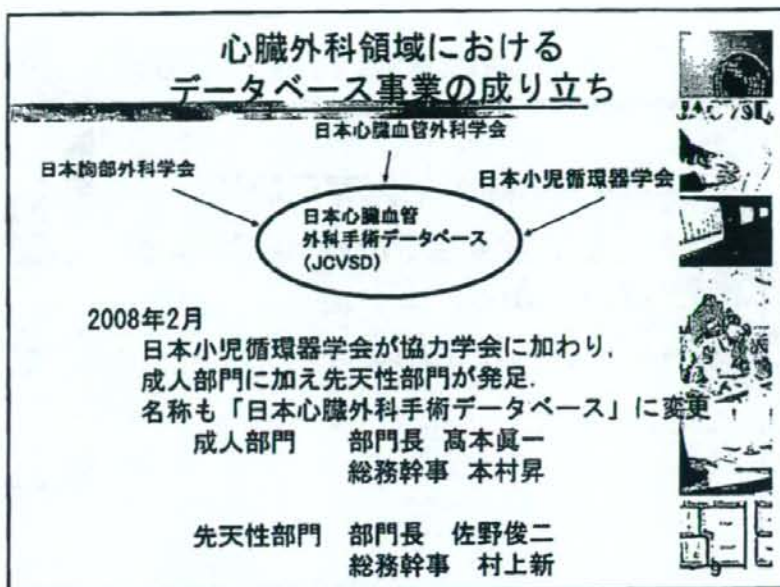 心臓外科領域における
データベース事業の成り立ち
日本心臓血管外科学会
日本胸部外科学会
日本小児循環器学会
日本心臓血管
外科手術データベース
(JCVSD)
2008年2月
日本小児循環器学会が協力学会に加わり,
成人部門に加え先天性部門が発足.
名称も「日本心臓外科手術データベース」に変更
成人部門 部門長 髙本眞一
総務幹事 本村昇
先天性部門 部門長 佐野俊二
総務幹事 村上新
9